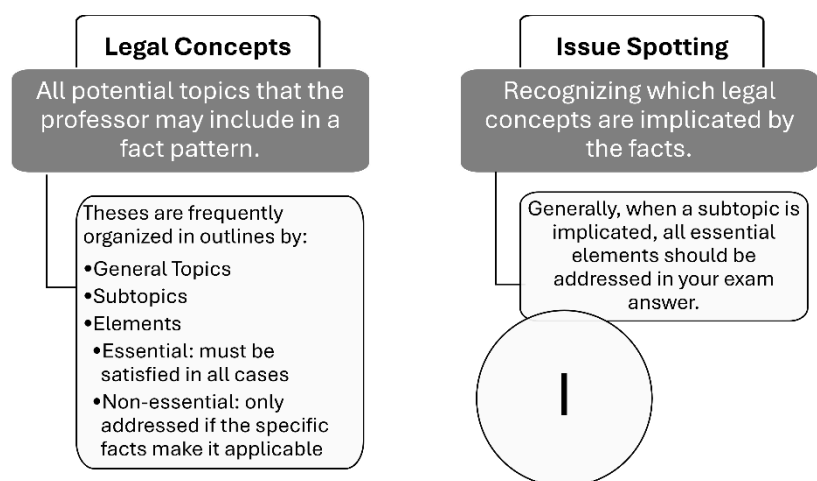 Legal Concepts
All potential topics that the
professor may include in a
fact pattern.
Theses are frequently
organized in outlines by:
•General Topics
•Subtopics
•Elements
•Essential: must be
satisfied in all cases
•Non-essential: only
addressed if the specific
facts make it applicable
Issue Spotting
Recognizing which legal
concepts are implicated by
the facts.
Generally, when a subtopic is
implicated, all essential
elements should be
addressed in your exam
answer.
I